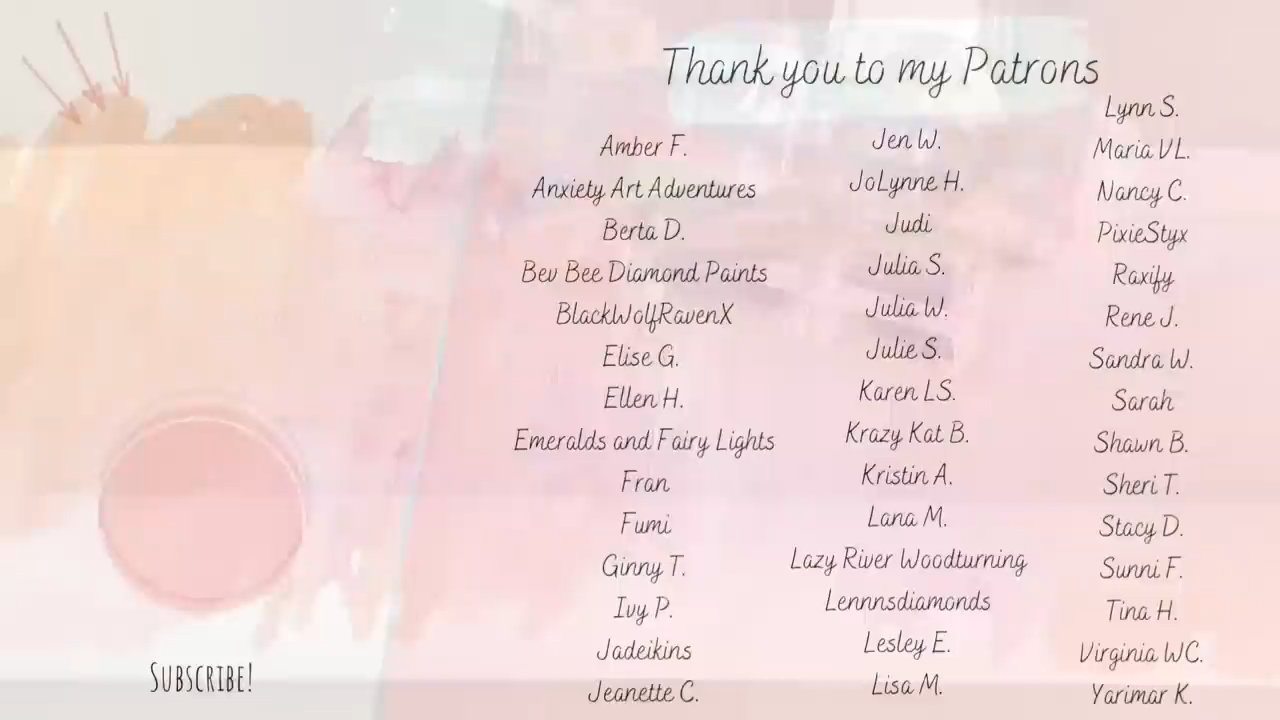 Thank you to my Patrons
Amber F.
Anxiety Art Adventures
Berta D.
Bev Bee Diamond Paints
BlackWolfRavenX
Elise G.
Ellen H.
Emeralds and Fairy Lights
Fran
Fumi
Ginny T.
Ivy P.
Jadeikins
Jeanette C.
Jen W.
JoLynne H.
Judi
Julia S.
Julia W.
Julie S.
Karen LS.
Krazy Kat B.
Kristin A.
Lana M.
Lazy River Woodturning
Lennnsdiamonds
Lesley E.
Lisa M.
Lynn S.
Maria VL.
Nancy C.
PixieStyx
Raxify
Rene J.
Sandra W.
Sarah
Shawn B.
Sheri T.
Stacy D.
Sunni F.
Tina H.
Virginia WC.
Yarimar K.
SUBSCRIBE!